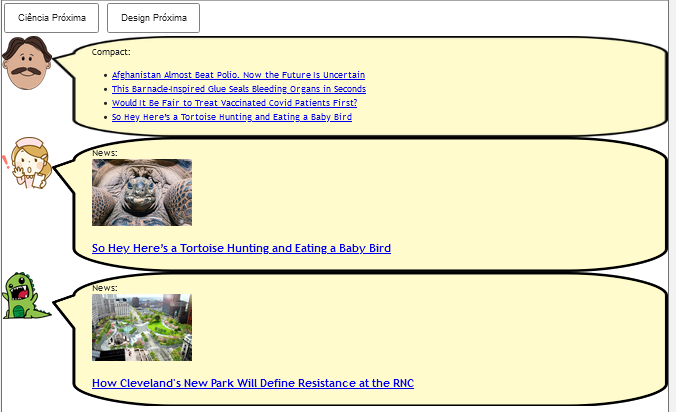 Ciência Próxima
Design Próxima
Compact:
Afghanistan Almost Beat Polio. Now the Future Is Uncertain
This Barnacle-Inspired Glue Seals Bleeding Organs in Seconds
Would It Be Fair to Treat Vaccinated Covid Patients First?
So Hey Here’s a Tortoise Hunting and Eating a Baby Bird
News:
So Hey Here’s a Tortoise Hunting and Eating a Baby Bird
News:
How Cleveland's New Park Will Define Resistance at the RNC